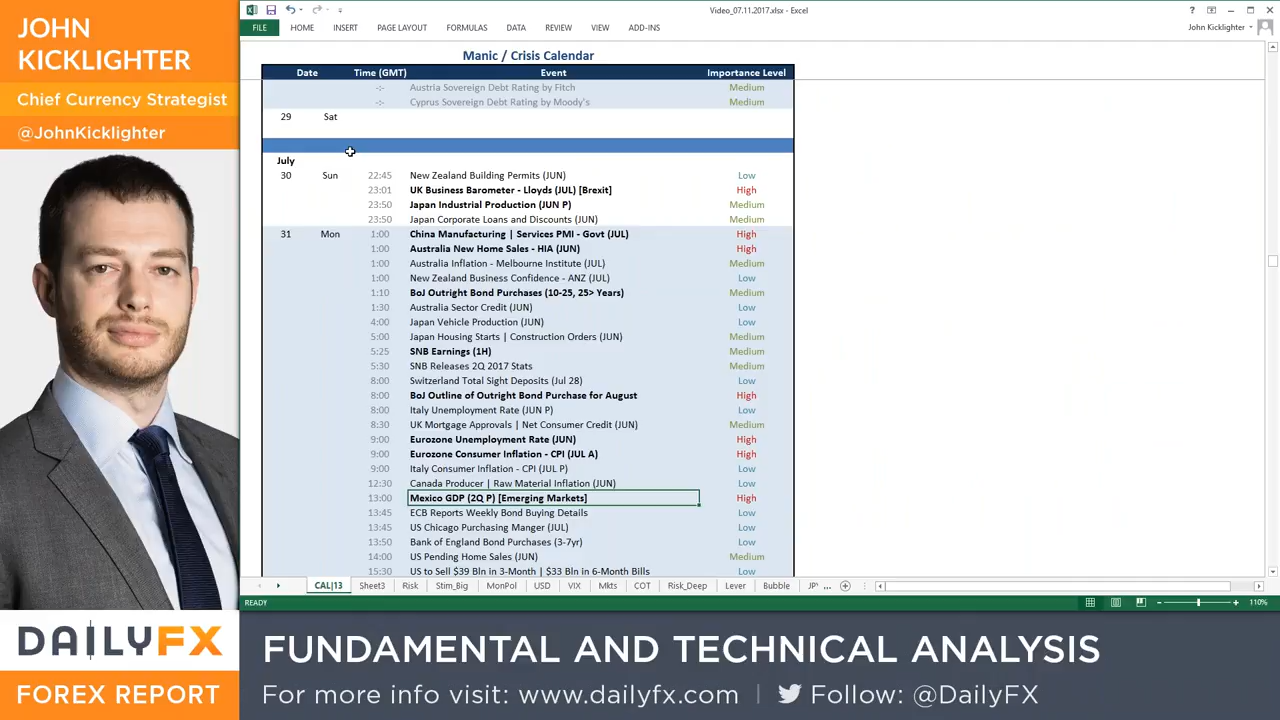 JOHN
KICKLIGHTER
Chief Currency Strategist
@JohnKicklighter
DAILYFX
FOREX REPORT
Video_07.11.2017.xlsx - Excel
FILE HOME INSERT PAGE LAYOUT FORMULAS DATA REVIEW VIEW ADD-INS John Kicklighter
Manic / Crisis Calendar
Date Time (GMT) Event Importance Level
-:- Austria Sovereign Debt Rating by Fitch Medium
-:- Cyprus Sovereign Debt Rating by Moody's Medium
29 Sat
July
30 Sun 22:45 New Zealand Building Permits (JUN) Low
23:01 UK Business Barometer - Lloyds (JUL) [Brexit] High
23:50 Japan Industrial Production (JUN P) Medium
23:50 Japan Corporate Loans and Discounts (JUN) Medium
31 Mon 1:00 China Manufacturing | Services PMI - Govt (JUL) High
1:00 Australia New Home Sales - HIA (JUN) High
1:00 Australia Inflation - Melbourne Institute (JUL) Medium
1:00 New Zealand Business Confidence - ANZ (JUL) Low
1:10 BoJ Outright Bond Purchases (10-25, 25> Years) Medium
1:30 Australia Sector Credit (JUN) Low
4:00 Japan Vehicle Production (JUN) Low
5:00 Japan Housing Starts | Construction Orders (JUN) Medium
5:25 SNB Earnings (1H) Medium
5:30 SNB Releases 2Q 2017 Stats Medium
8:00 Switzerland Total Sight Deposits (Jul 28) Low
8:00 BoJ Outline of Outright Bond Purchase for August High
8:00 Italy Unemployment Rate (JUN P) Low
8:30 UK Mortgage Approvals | Net Consumer Credit (JUN) Medium
9:00 Eurozone Unemployment Rate (JUN) High
9:00 Eurozone Consumer Inflation - CPI (JUL A) High
9:00 Italy Consumer Inflation - CPI (JUL P) Low
12:30 Canada Producer | Raw Material Inflation (JUN) Low
13:00 Mexico GDP (2Q P) [Emerging Markets] High
13:45 ECB Reports Weekly Bond Buying Details Low
13:45 US Chicago Purchasing Manger (JUL) Low
13:50 Bank of England Bond Purchases (3-7yr) Low
14:00 US Pending Home Sales (JUN) Medium
15:30 US to sell $39 Bln in 3-Month | $33 Bln in 6-Month Bills Low
CAL|13 Sheet3 Risk Stim Big MonPol USD VIX Mkts COT Risk_Deep Lever Bubble JP' ...
READY 110%
FUNDAMENTAL AND TECHNICAL ANALYSIS
For more info visit: www.dailyfx.com | Follow: @DailyFX